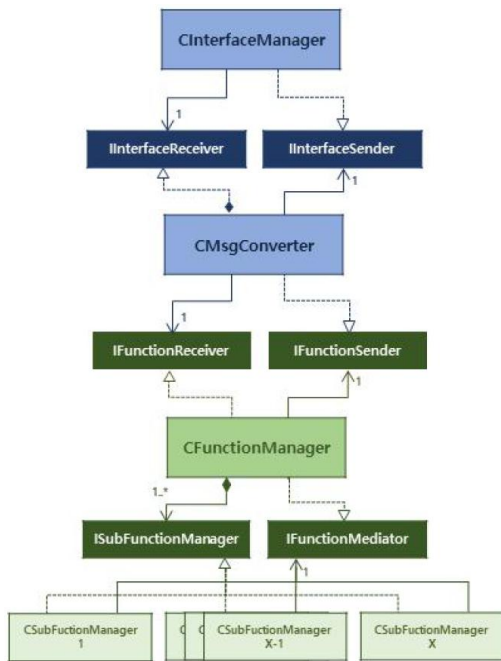 CInterfaceManager
1
IInterfaceReceiver
IInterfaceSender
1
CMsgConverter
1
IFunctionReceiver
IFunctionSender
1
CFunctionManager
1..*
ISubFunctionManager
IFunctionMediator
1
CSubFuctionManager
1
C
C
CSubFuctionManager
X-1
CSubFuctionManager
X